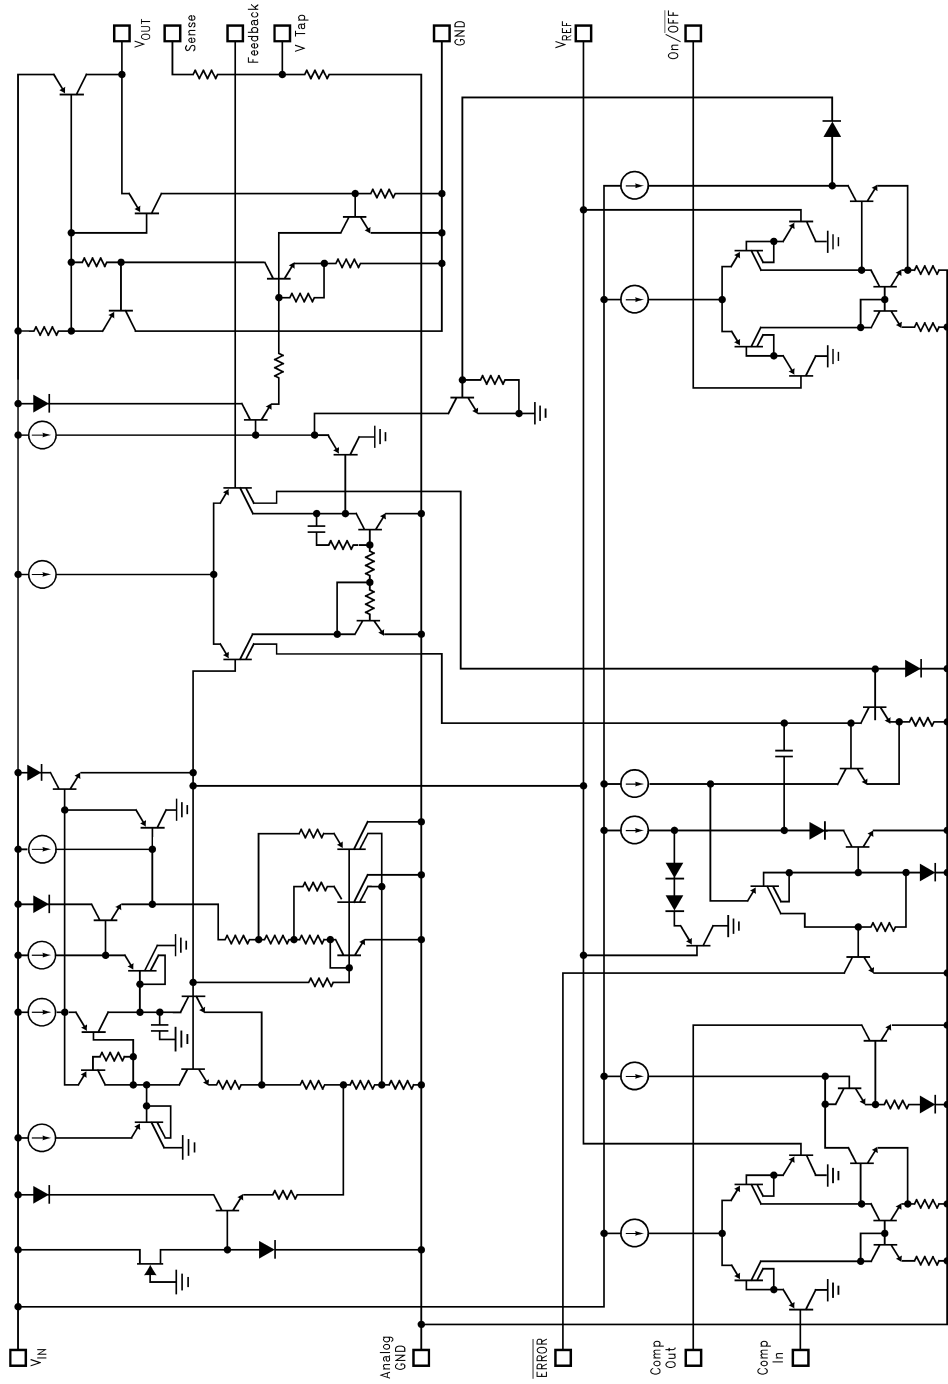 VOUT
Sense
Feedback
V Tap
GND
VREF
On/OFF
VIN
Analog
GND
ERROR
Comp
Out
Comp
In